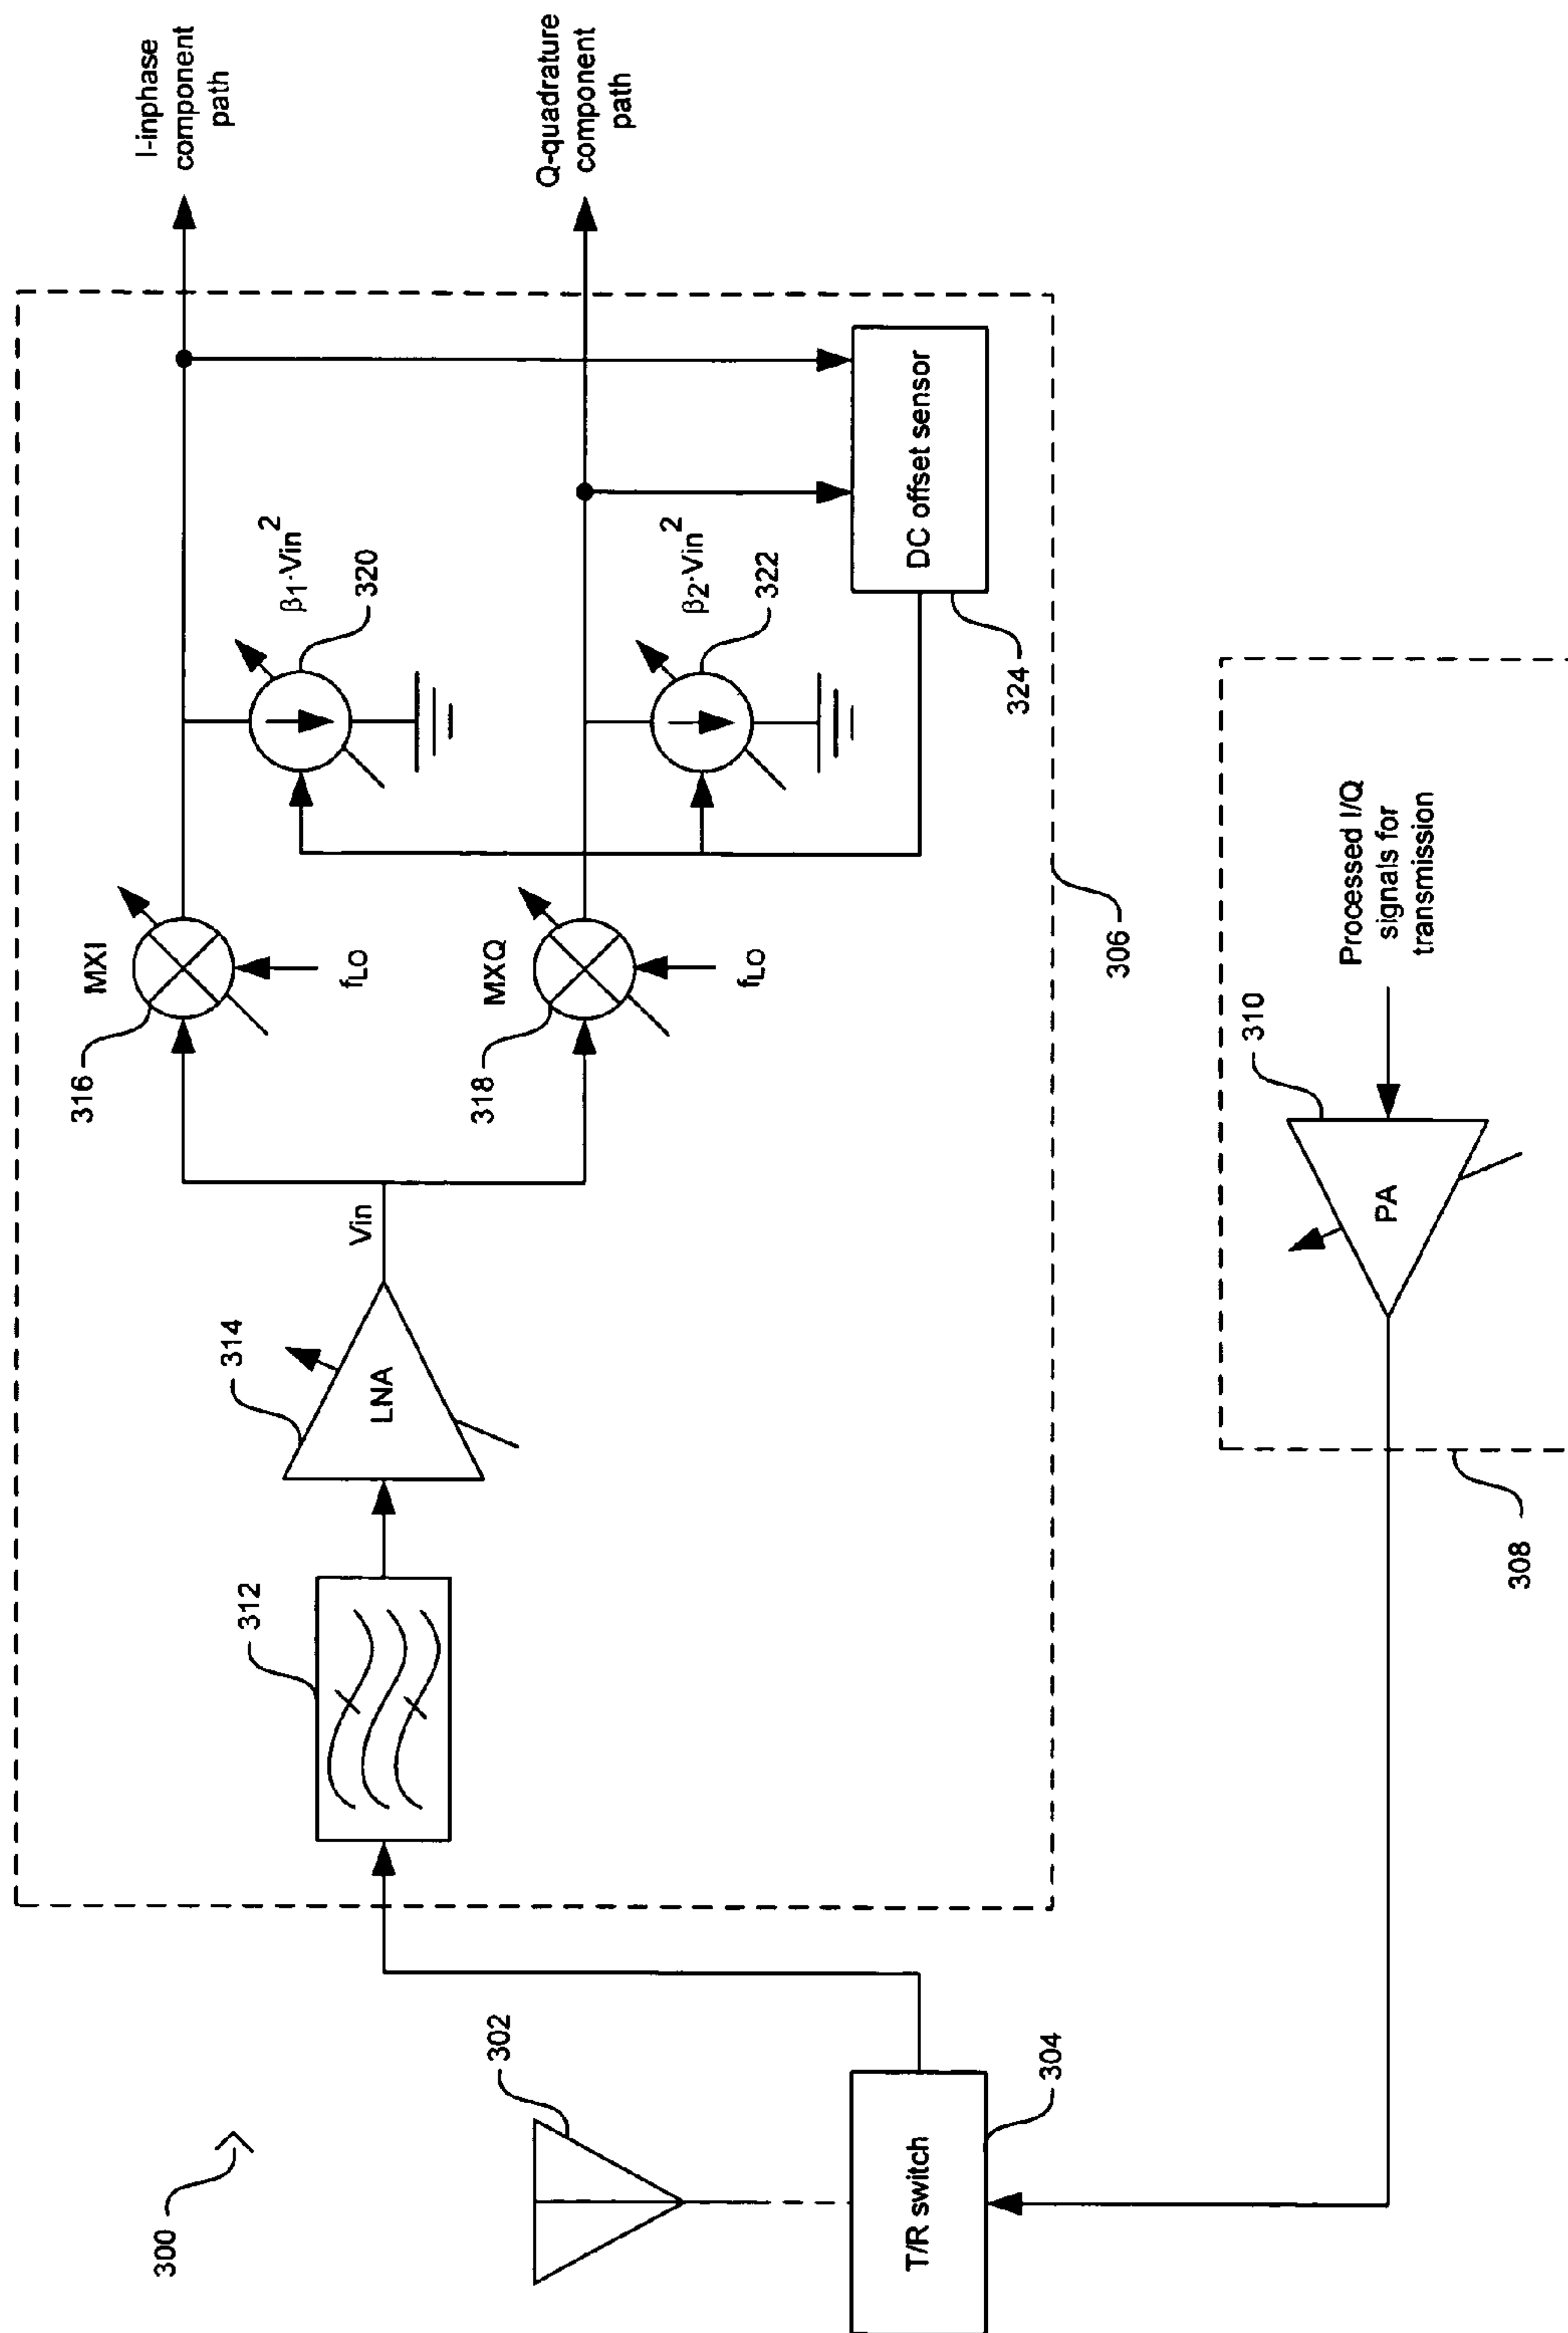 300
302
T/R switch
304
312
314
LNA
Vin
316
MXI
fLO
318
MXQ
fLO
β1·Vin²
320
β2·Vin²
322
DC offset sensor
324
306
I-inphase
component
path
Q-quadrature
component
path
308
310
PA
Processed I/Q
signals for
transmission